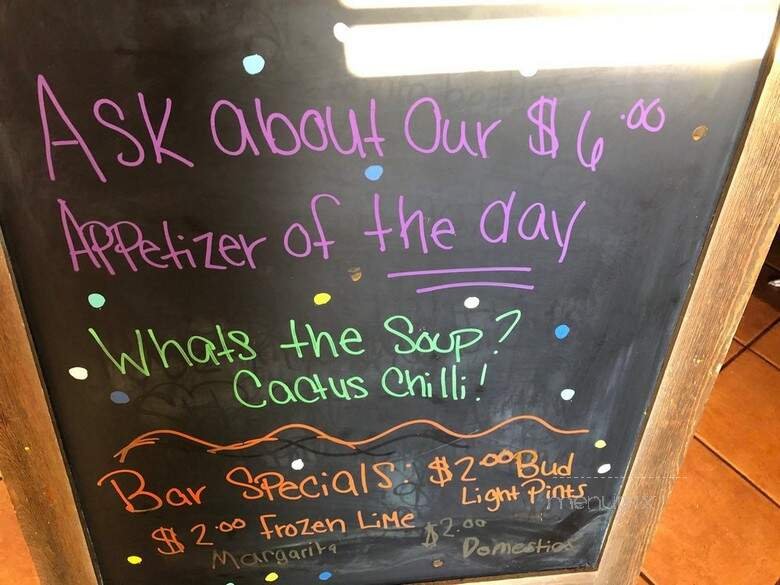 ASK about Our $6.00
Appetizer of the day
Whats the Soup?
Cactus Chilli!
Bar Specials: $2.00 Bud
Light Pints
$2.00 frozen Lime
Margarita
$2.00
Domestics
menupix